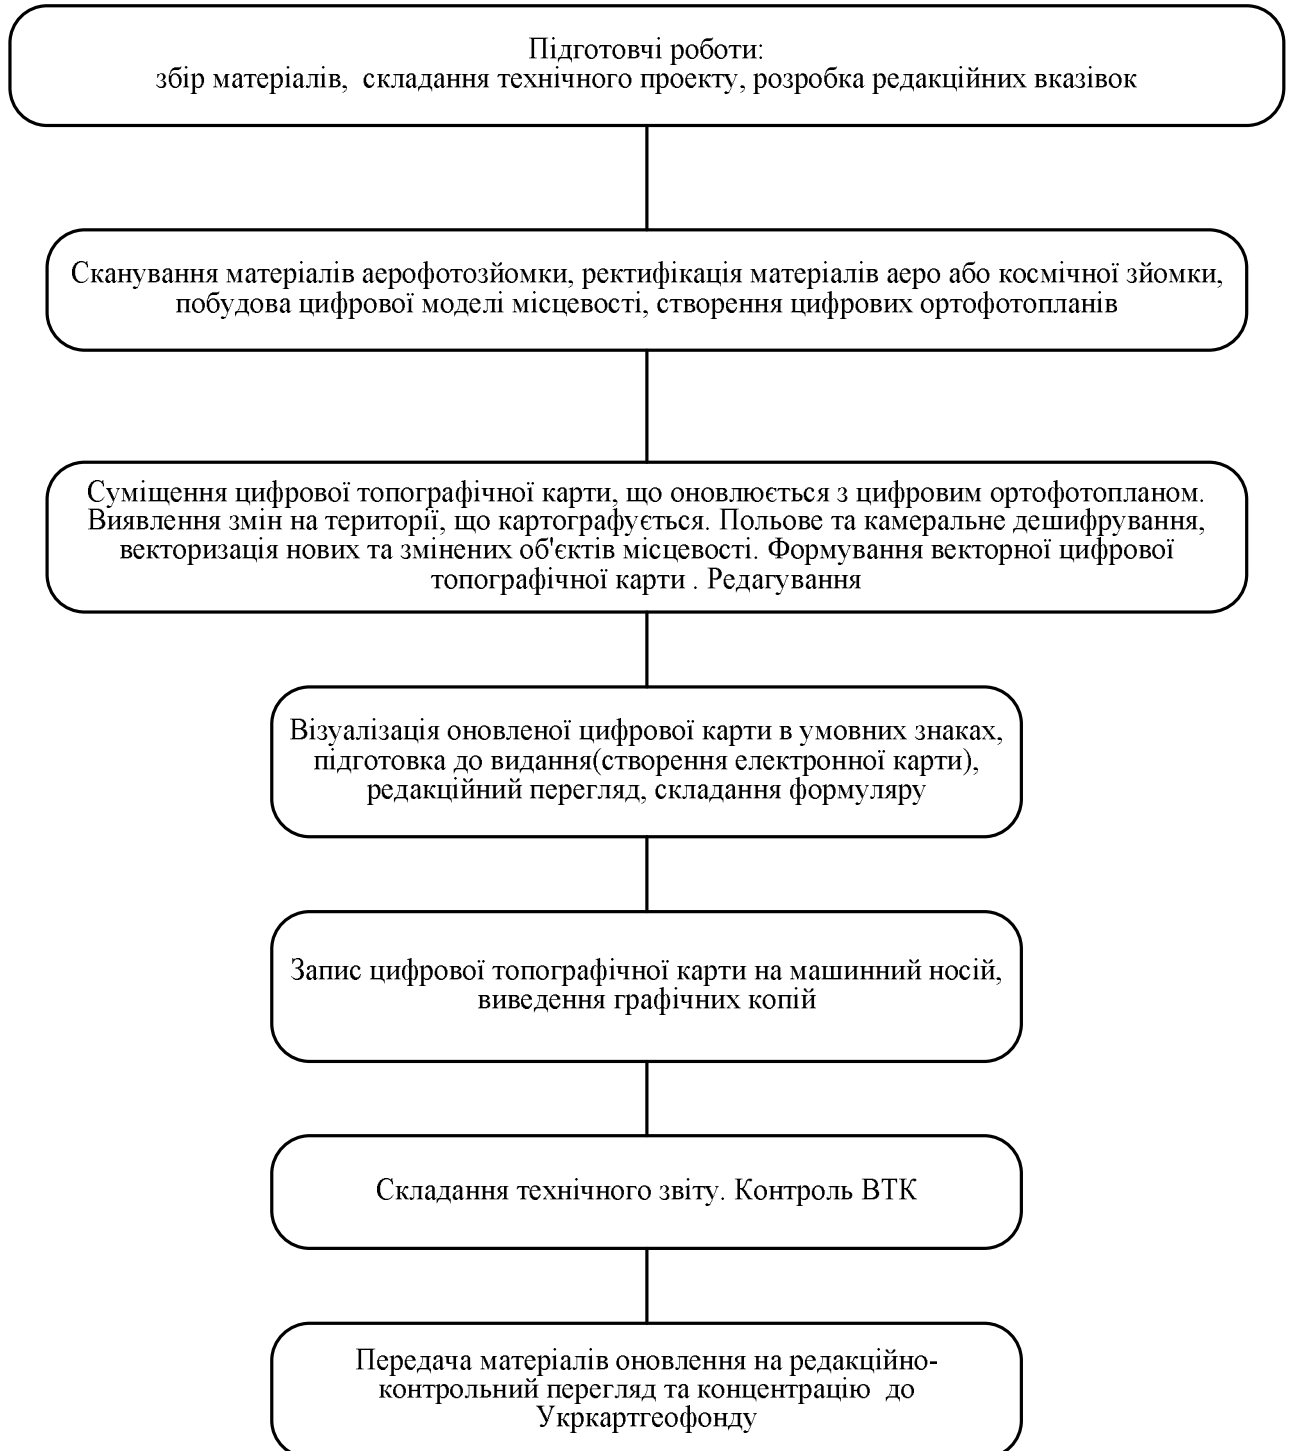 Підготовчі роботи:
збір матеріалів,  складання технічного проекту, розробка редакційних вказівок
Сканування матеріалів аерофотозйомки, ректифікація матеріалів аеро або космічної зйомки,
побудова цифрової моделі місцевості, створення цифрових ортофотопланів
Суміщення цифрової топографічної карти, що оновлюється з цифровим ортофотопланом.
Виявлення змін на території, що картографується. Польове та камеральне дешифрування,
векторизація нових та змінених об'єктів місцевості. Формування векторної цифрової
топографічної карти . Редагування
Візуалізація оновленої цифрової карти в умовних знаках,
підготовка до видання(створення електронної карти),
редакційний перегляд, складання формуляру
Запис цифрової топографічної карти на машинний носій,
виведення графічних копій
Складання технічного звіту. Контроль ВТК
Передача матеріалів оновлення на редакційно-
контрольний перегляд та концентрацію  до
Укркартгеофонду